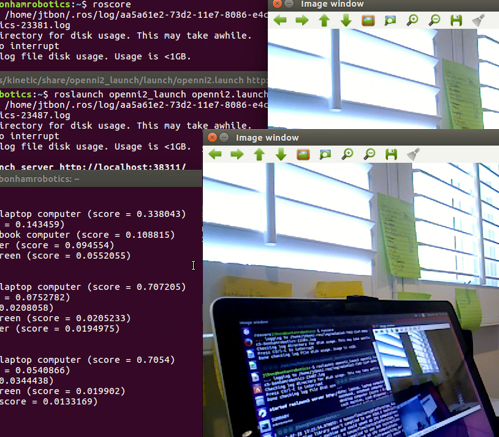 bonhamrobotics:~$ roscore
/home/jtbon/.ros/log/aa5a61e2-73d2-11e7-8086-e4c
-23381.log
directory for disk usage. This may take awhile.
o interrupt
log file disk usage. Usage is <1GB.
s/kinetic/share/openni2_launch/launch/openni2.launch http:
botics:~$ roslaunch openni2_launch openni2.launch
/home/jtbon/.ros/log/aa5a61e2-73d2-11e7-8086-e4c
-23487.log
directory for disk usage. This may take awhile.
o interrupt
log file disk usage. Usage is <1GB.
nch server http://localhost:38311/
bonhamrobotics: ~
laptop computer (score = 0.338043)
= 0.143459)
book computer (score = 0.108815)
er (score = 0.094554)
reen (score = 0.0552055)
laptop computer (score = 0.707205)
= 0.0752782)
0.0208058)
reen (score = 0.0205233)
ter (score = 0.0194975)
laptop computer (score = 0.7054)
= 0.0540866)
0.0344438)
reen (score = 0.019902)
score = 0.0133169)
Image window
Image window
Image window